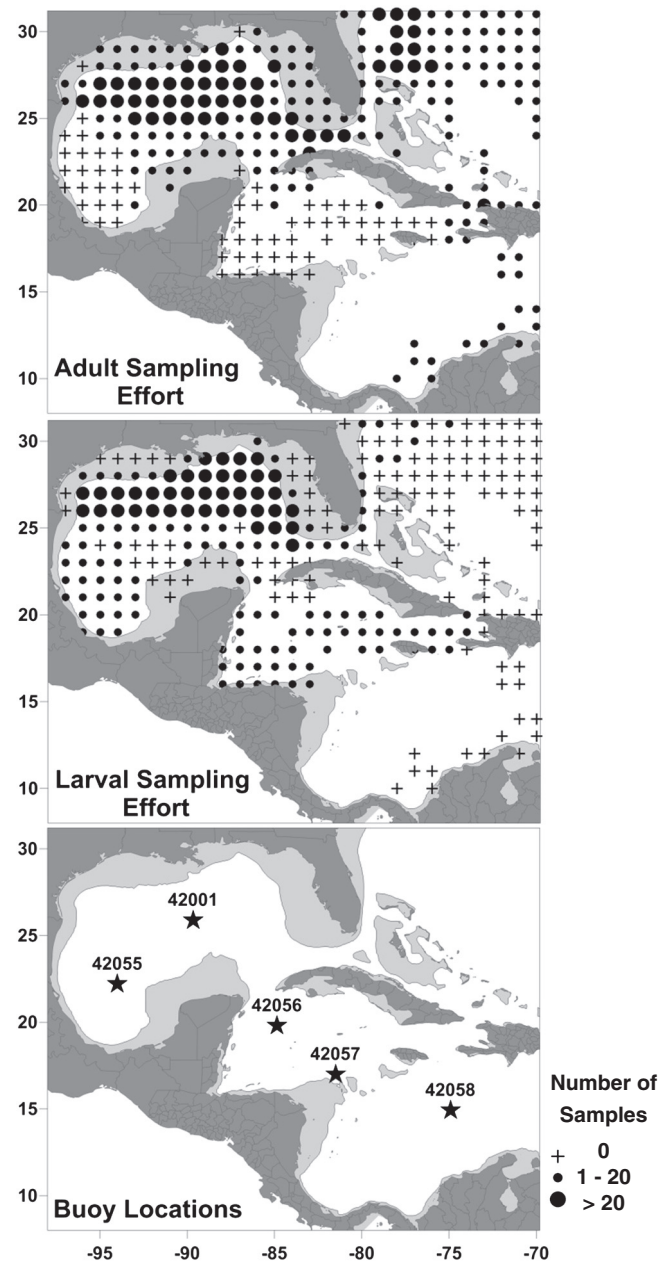 30
25
20
15
10
Adult Sampling
Effort
30
25
20
15
10
Larval Sampling
Effort
30
25
20
15
10
42001
42055
42056
42057
42058
Buoy Locations
-95 -90 -85 -80 -75 -70
Number of
Samples
+ 0
1 - 20
> 20